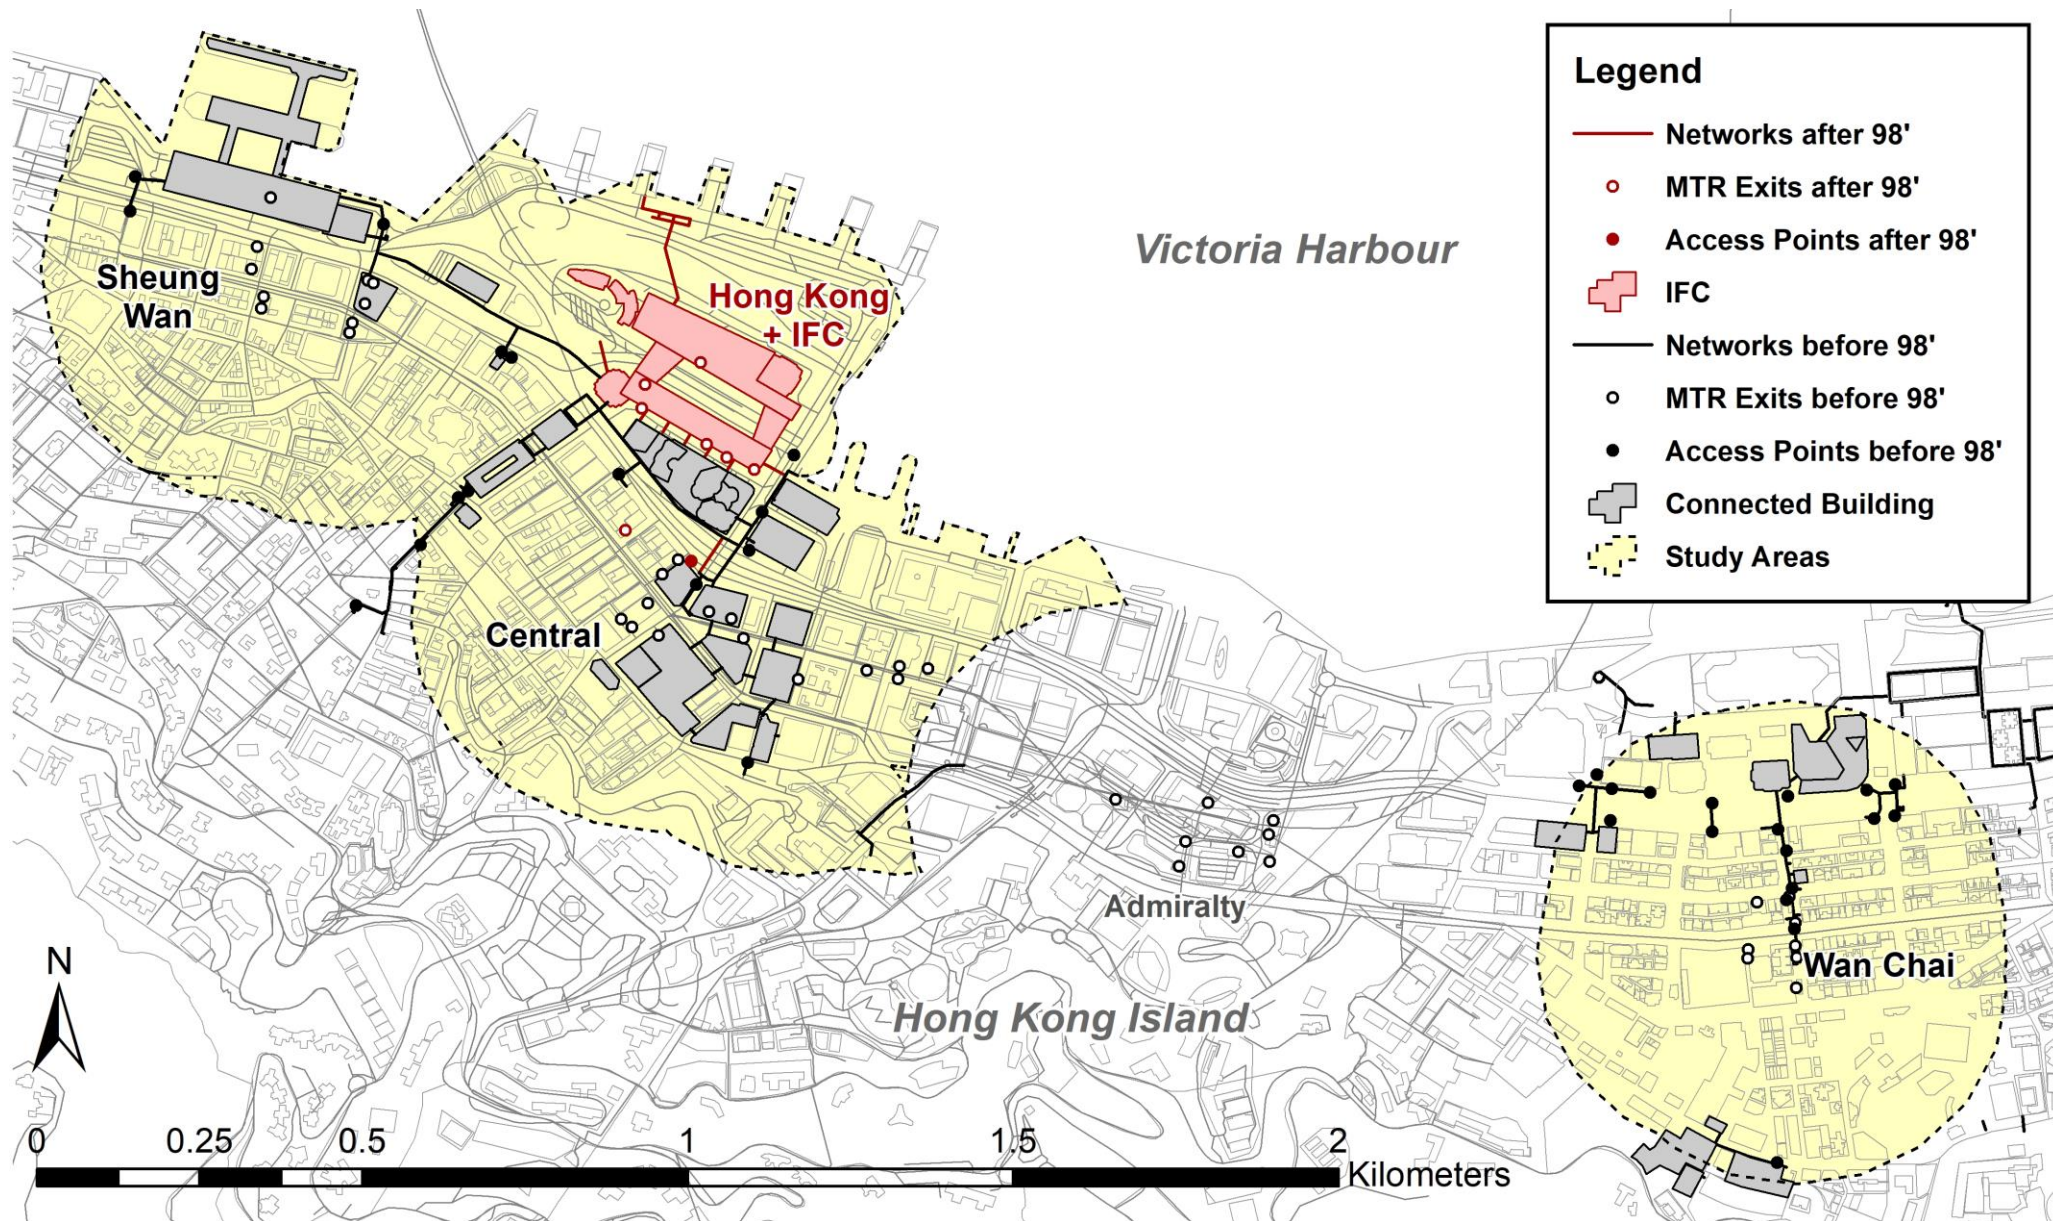 Legend
Networks after 98'
MTR Exits after 98'
Access Points after 98'
IFC
Networks before 98'
MTR Exits before 98'
Access Points before 98'
Connected Building
Study Areas
Victoria Harbour
Sheung
Wan
Hong Kong
+ IFC
Central
Admiralty
Wan Chai
Hong Kong Island
N
0
0.25
0.5
1
1.5
2
Kilometers